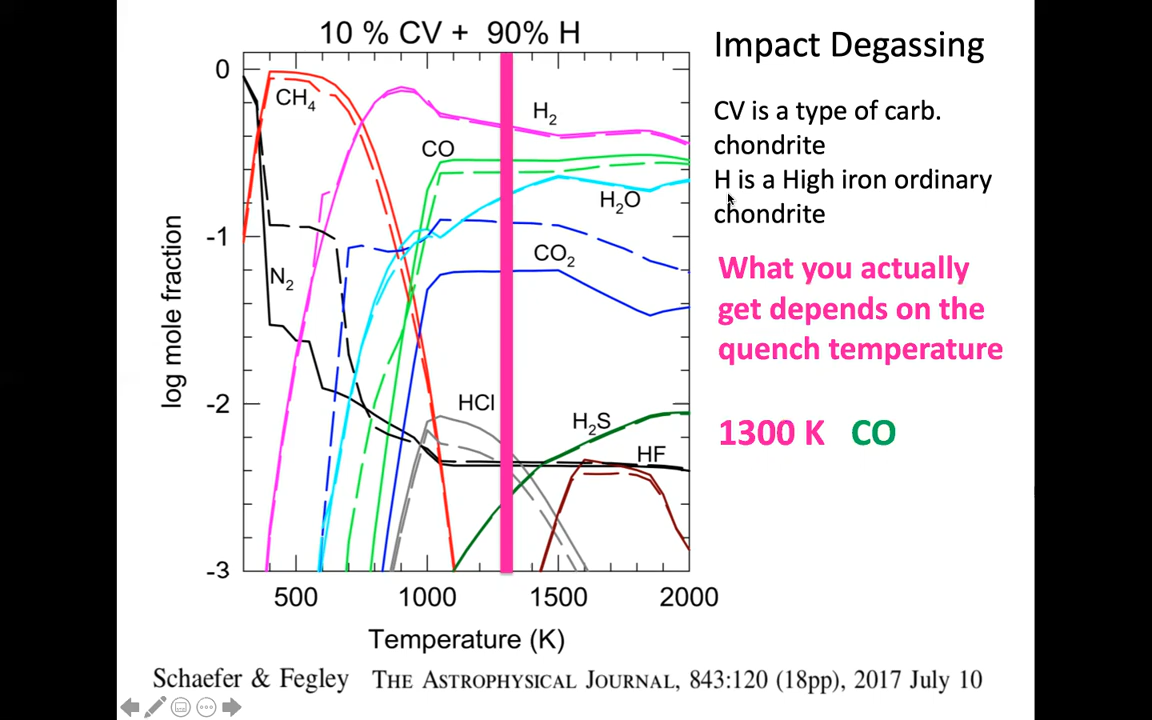 10 % CV + 90% H
Impact Degassing
CV is a type of carb.
chondrite
H is a High iron ordinary
chondrite
What you actually
get depends on the
quench temperature
1300 K CO
0
-1
-2
-3
log mole fraction
CH4
H2
CO
H2O
N2
CO2
HCl
H2S
HF
500 1000 1500 2000
Temperature (K)
Schaefer & Fegley THE ASTROPHYSICAL JOURNAL, 843:120 (18pp), 2017 July 10